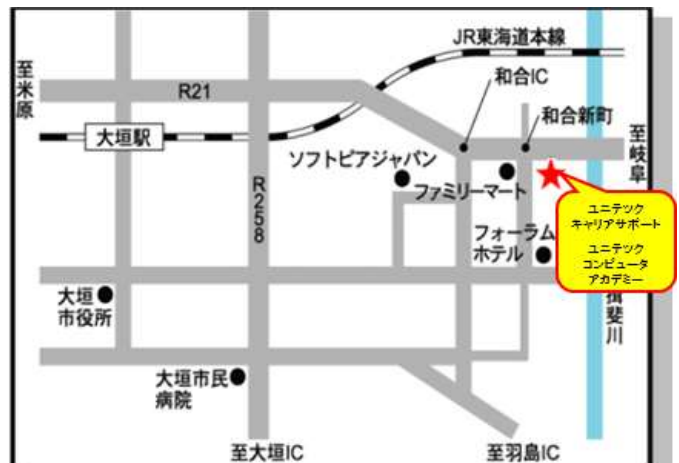 JR東海道本線
至米原
和合IC
R21
和合新町
大垣駅
至岐阜
ソフトピアジャパン
ファミリーマート
R258
ユニテック
キャリアサポート
ユニテック
コンピュータ
アカデミー
フォーラム
ホテル
大垣
市役所
揖斐川
大垣市民
病院
至大垣IC
至羽島IC